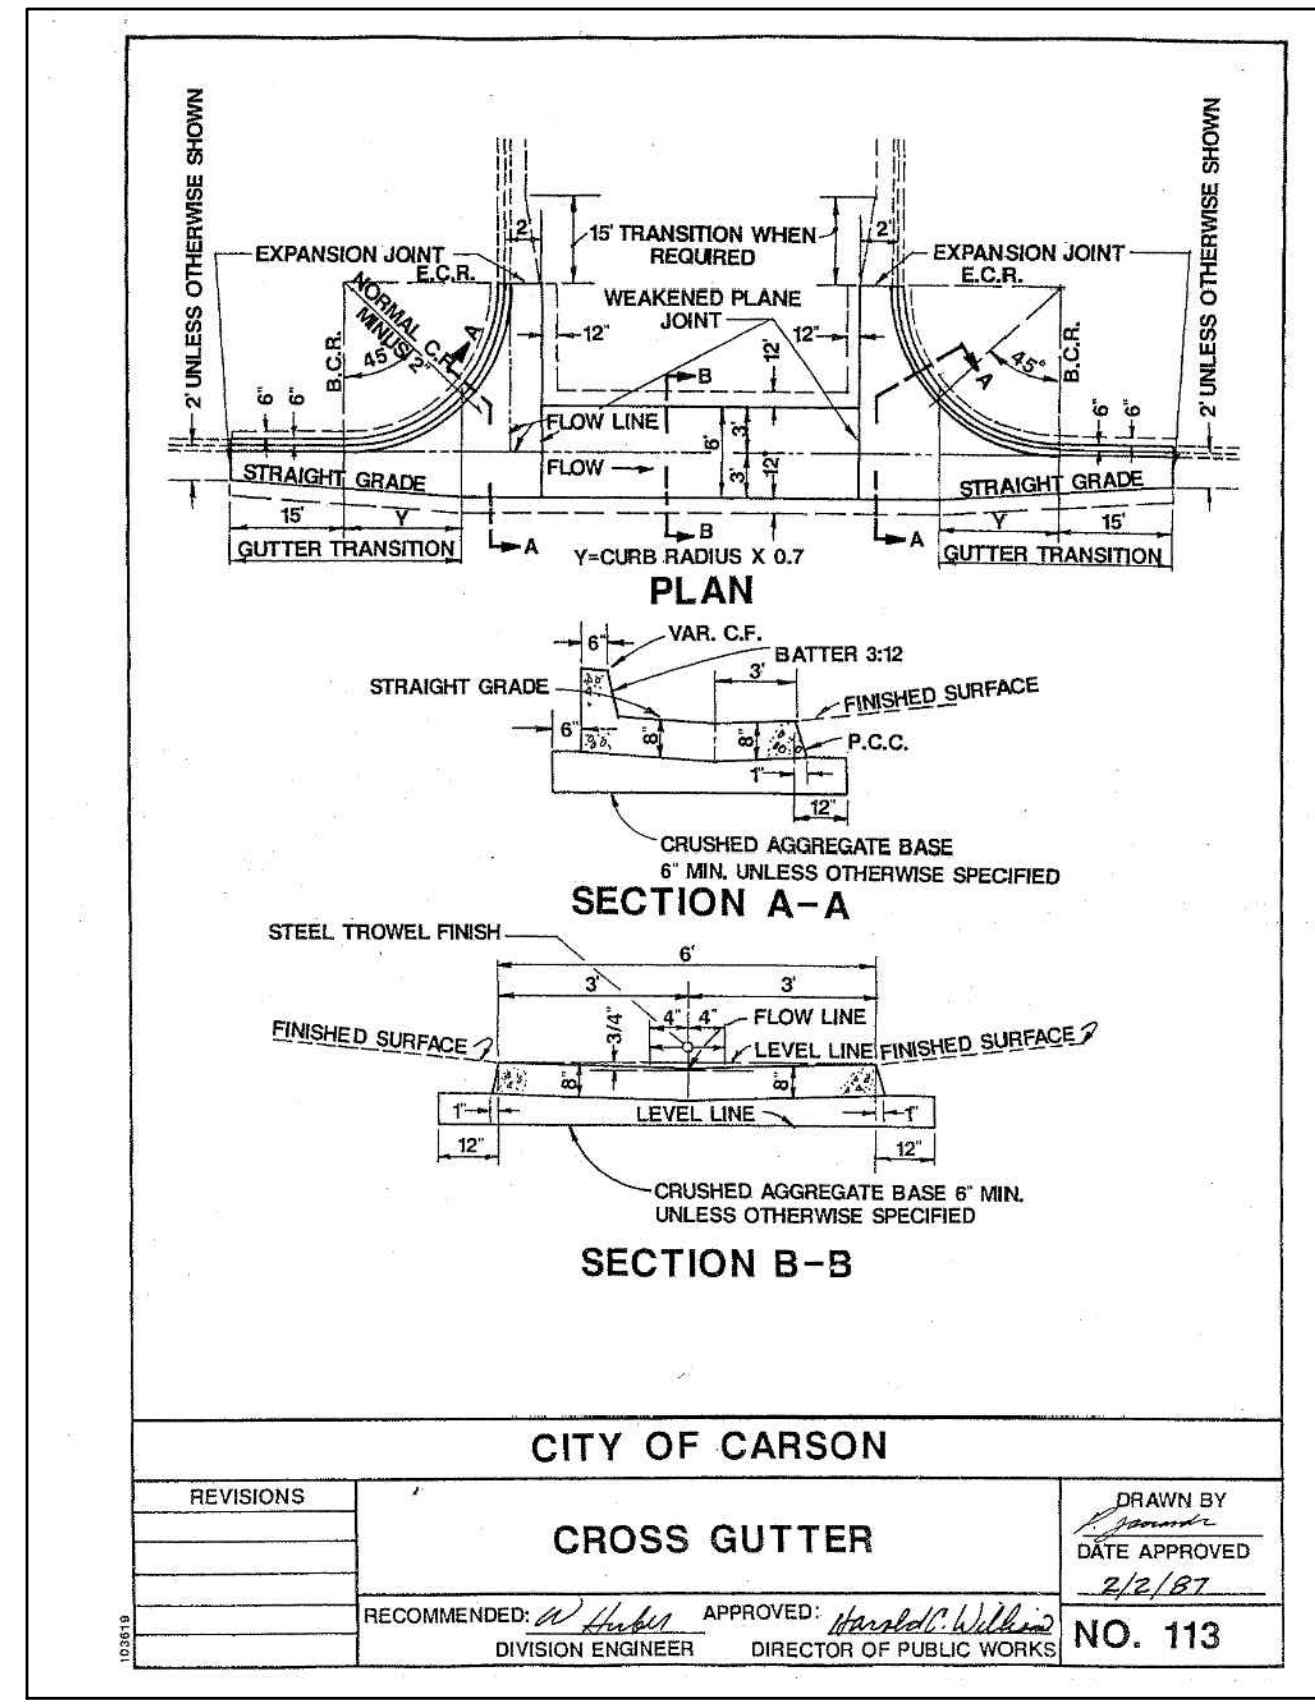 2' UNLESS OTHERWISE SHOWN
2' UNLESS OTHERWISE SHOWN
2'
15' TRANSITION WHEN
REQUIRED
2'
EXPANSION JOINT
E.C.R.
EXPANSION JOINT
E.C.R.
NORMAL C.F.
MINUS 2"
WEAKENED PLANE
JOINT
12"
12"
12'
B.C.R.
45
A
B
A
45°
B.C.R.
6"
6"
6"
6"
FLOW LINE
6'
3'
3'
12'
FLOW
STRAIGHT GRADE
STRAIGHT GRADE
15'
Y
Y
15'
GUTTER TRANSITION
A
B
A
GUTTER TRANSITION
Y=CURB RADIUS X 0.7
PLAN
6"
VAR. C.F.
BATTER 3:12
3'
STRAIGHT GRADE
FINISHED SURFACE
6"
8"
8"
P.C.C.
1"
12"
CRUSHED AGGREGATE BASE
6" MIN. UNLESS OTHERWISE SPECIFIED
SECTION A-A
STEEL TROWEL FINISH
6'
3'
3'
3/4"
4"
4"
FLOW LINE
FINISHED SURFACE
LEVEL LINE
FINISHED SURFACE
8"
8"
1"
LEVEL LINE
1"
12"
12"
CRUSHED AGGREGATE BASE 6" MIN.
UNLESS OTHERWISE SPECIFIED
SECTION B-B
CITY OF CARSON
REVISIONS
CROSS GUTTER
DRAWN BY
DATE APPROVED
2/2/87
RECOMMENDED: W Huber APPROVED: Harold C. Williams
DIVISION ENGINEER DIRECTOR OF PUBLIC WORKS
NO. 113
103619